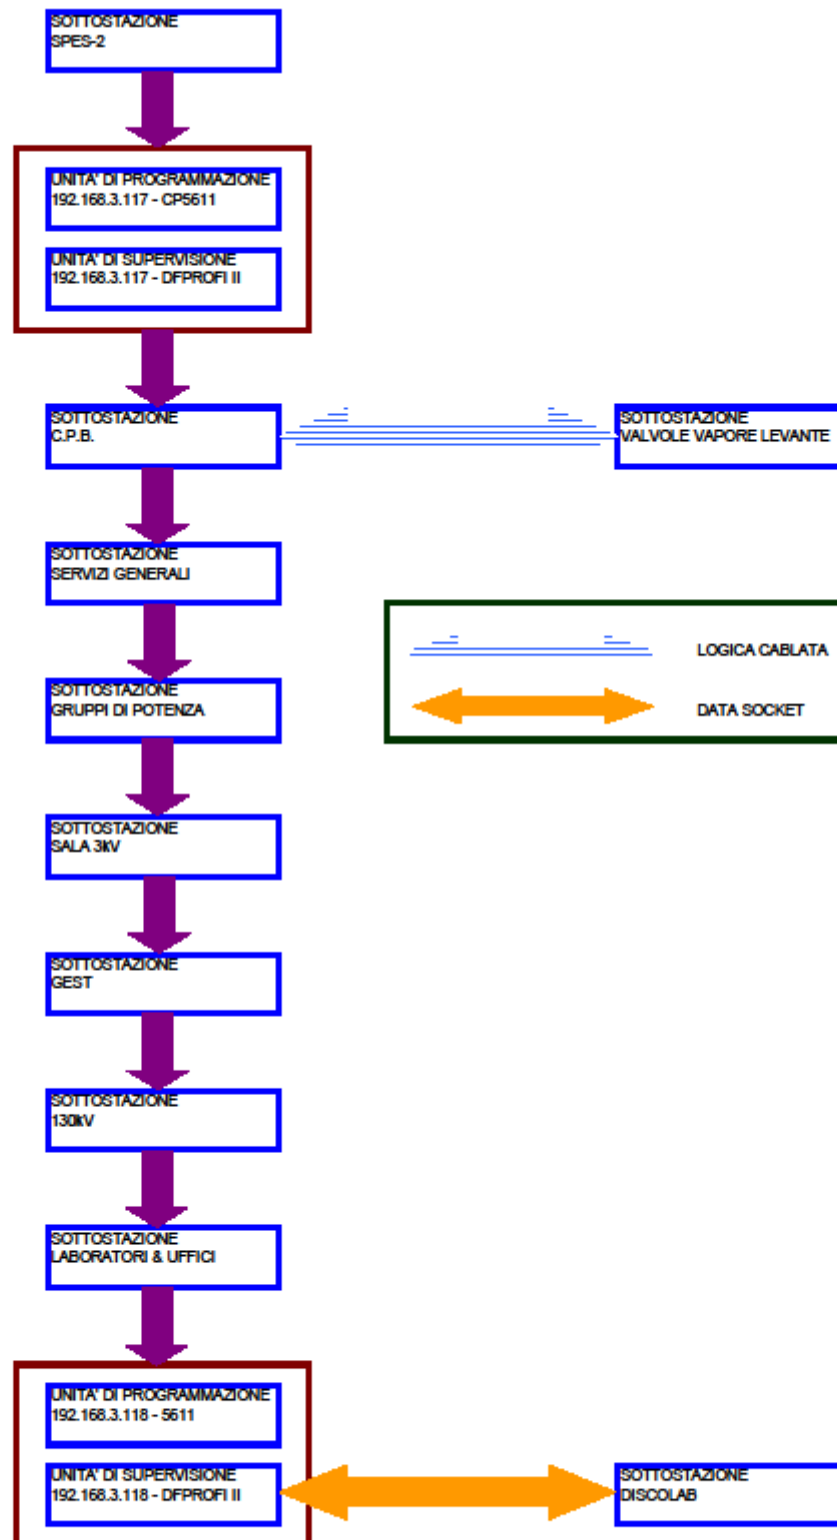 SOTTOSTAZIONE
SPES-2
UNITA' DI PROGRAMMAZIONE
192.168.3.117 - CP5611
UNITA' DI SUPERVISIONE
192.168.3.117 - DFPROFI II
SOTTOSTAZIONE
C.P.B.
SOTTOSTAZIONE
VALVOLE VAPORE LEVANTE
SOTTOSTAZIONE
SERVIZI GENERALI
LOGICA CABLATA
DATA SOCKET
SOTTOSTAZIONE
GRUPPI DI POTENZA
SOTTOSTAZIONE
SALA 3kV
SOTTOSTAZIONE
GEST
SOTTOSTAZIONE
130kV
SOTTOSTAZIONE
LABORATORI & UFFICI
UNITA' DI PROGRAMMAZIONE
192.168.3.118 - 5611
UNITA' DI SUPERVISIONE
192.168.3.118 - DFPROFI II
SOTTOSTAZIONE
DISCOLAB